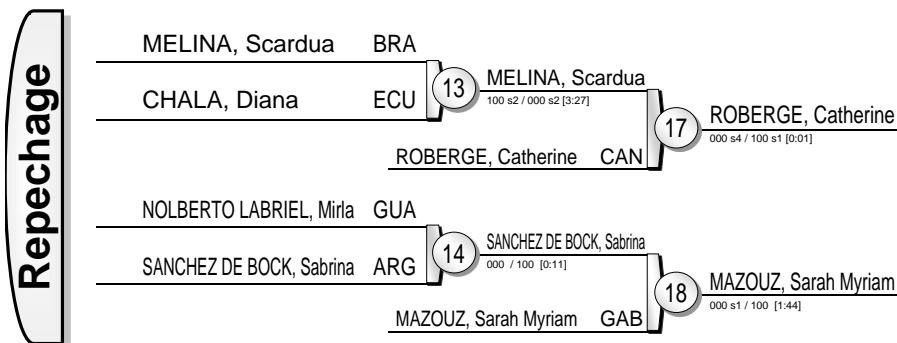 Repechage
MELINA, Scardua BRA
CHALA, Diana ECU
13
MELINA, Scardua
100 s2 / 000 s2 [3:27]
ROBERGE, Catherine CAN
17
ROBERGE, Catherine
000 s4 / 100 s1 [0:01]
NOLBERTO LABRIEL, Mirla GUA
SANCHEZ DE BOCK, Sabrina ARG
14
SANCHEZ DE BOCK, Sabrina
000 / 100 [0:11]
MAZOUZ, Sarah Myriam GAB
18
MAZOUZ, Sarah Myriam
000 s1 / 100 [1:44]